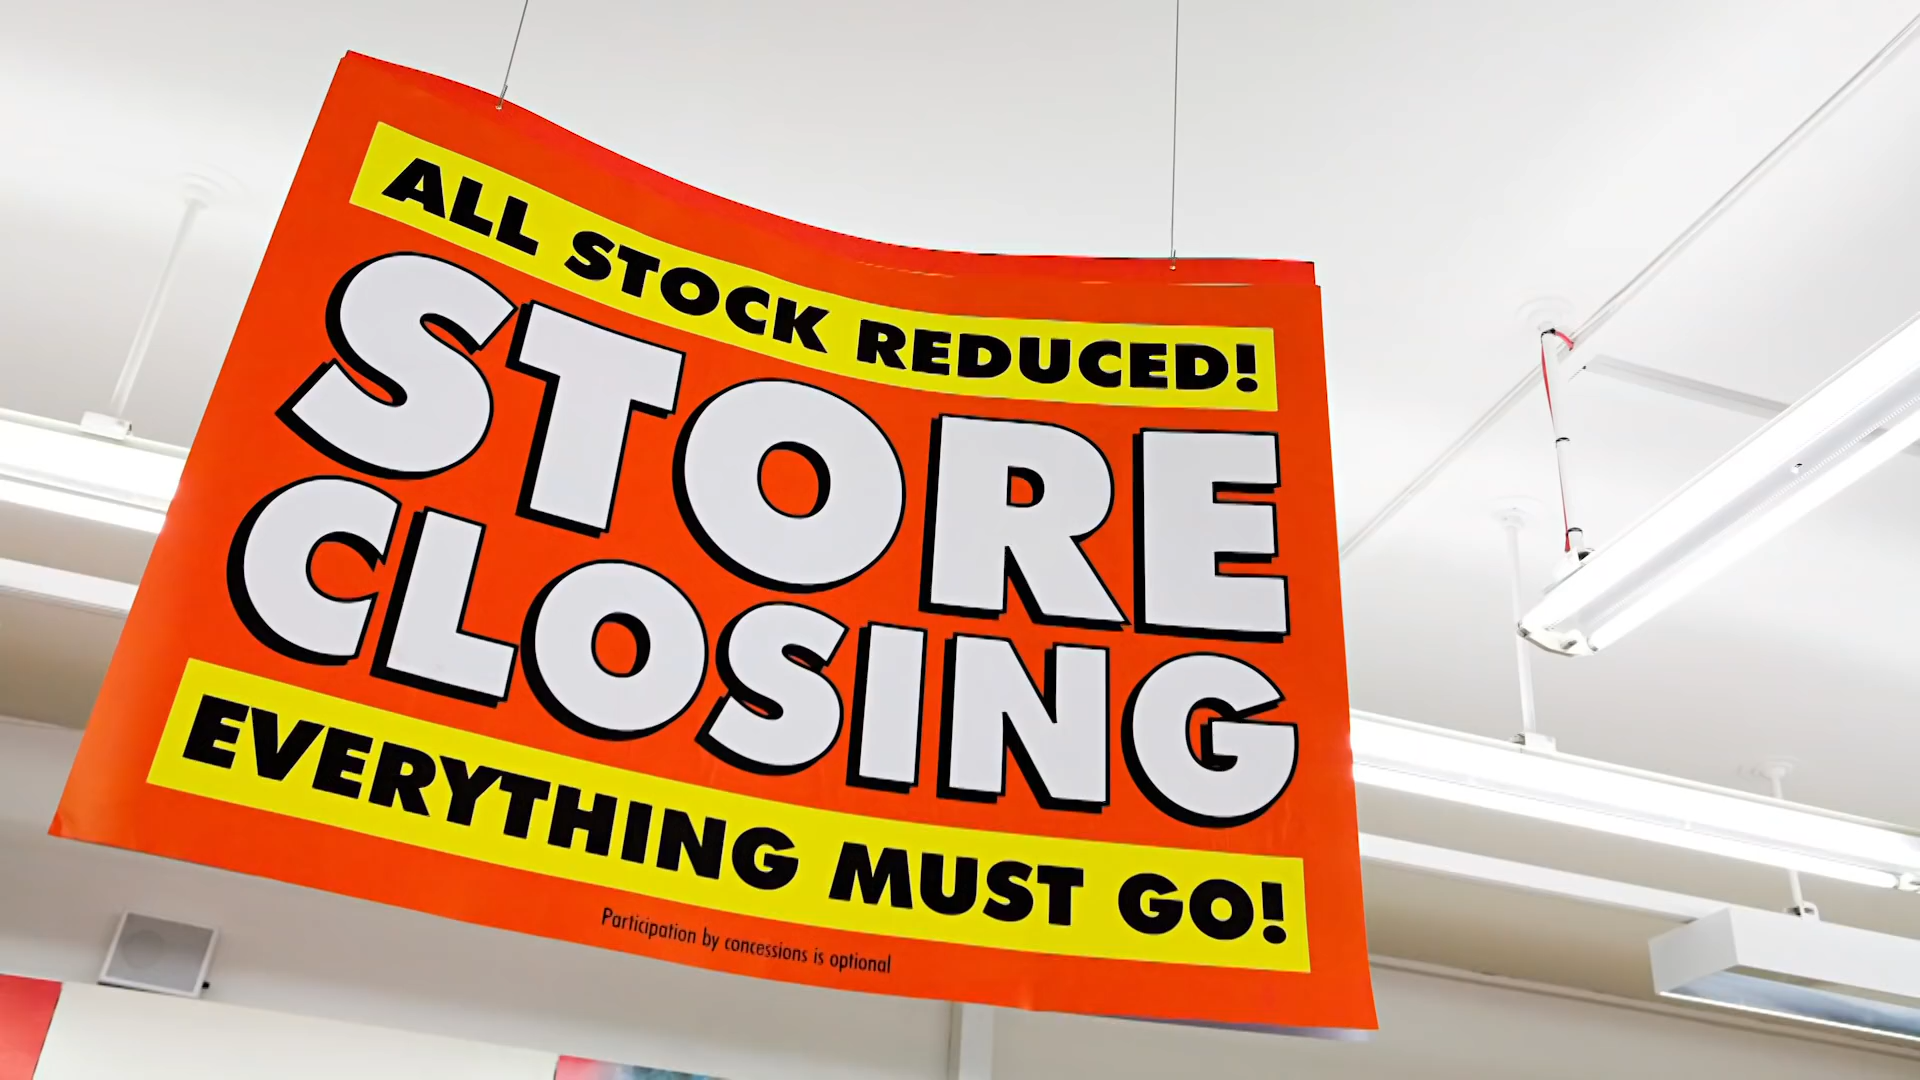 ALL STOCK REDUCED!
STORE
CLOSING
EVERYTHING MUST GO!
Participation by concessions is optional